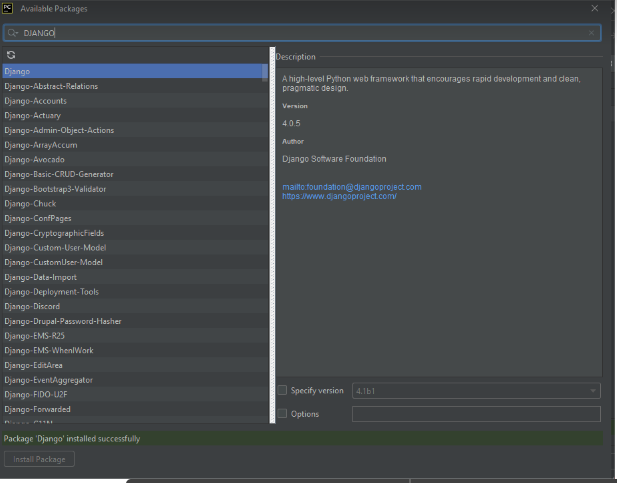 PC Available Packages
DJANGO
Django
Django-Abstract-Relations
Django-Accounts
Django-Actuary
Django-Admin-Object-Actions
Django-ArrayAccum
Django-Avocado
Django-Basic-CRUD-Generator
Django-Bootstrap3-Validator
Django-Chuck
Django-ConfPages
Django-CryptographicFields
Django-Custom-User-Model
Django-CustomUser-Model
Django-Data-Import
Django-Deployment-Tools
Django-Discord
Django-Drupal-Password-Hasher
Django-EMS-R25
Django-EMS-WhenIWork
Django-EditArea
Django-EventAggregator
Django-FIDO-U2F
Django-Forwarded
Description
A high-level Python web framework that encourages rapid development and clean,
pragmatic design.
Version
4.0.5
Author
Django Software Foundation
mailto:foundation@djangoproject.com
https://www.djangoproject.com/
Specify version 4.1b1
Options
Package 'Django' installed successfully
Install Package